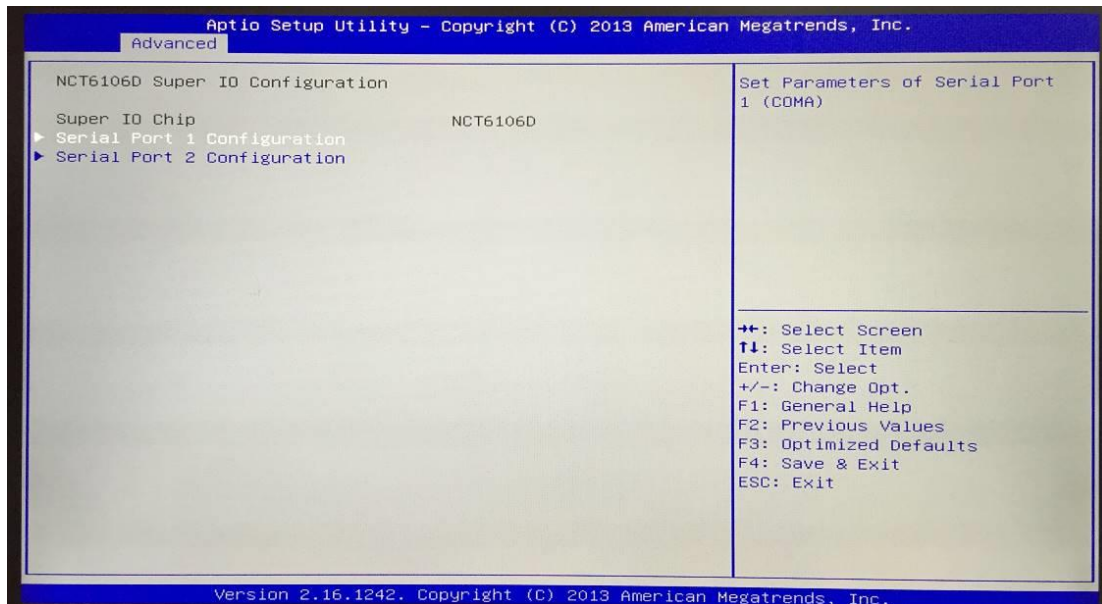 Aptio Setup Utility – Copyright (C) 2013 American Megatrends, Inc.
Advanced
NCT6106D Super IO Configuration
Super IO Chip NCT6106D
► Serial Port 1 Configuration
► Serial Port 2 Configuration
Set Parameters of Serial Port
1 (COMA)
→←: Select Screen
↑↓: Select Item
Enter: Select
+/-: Change Opt.
F1: General Help
F2: Previous Values
F3: Optimized Defaults
F4: Save & Exit
ESC: Exit
Version 2.16.1242. Copyright (C) 2013 American Megatrends, Inc.